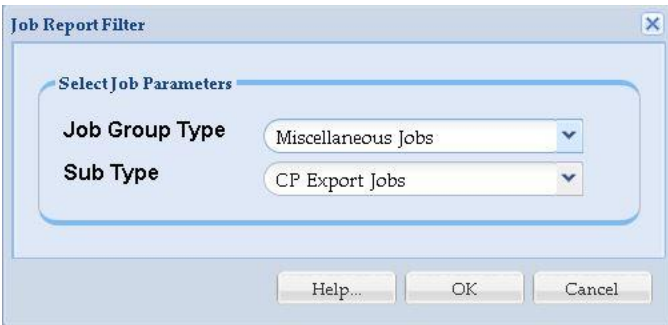 Job Report Filter
Select Job Parameters
Job Group Type Miscellaneous Jobs
Sub Type CP Export Jobs
Help... OK Cancel